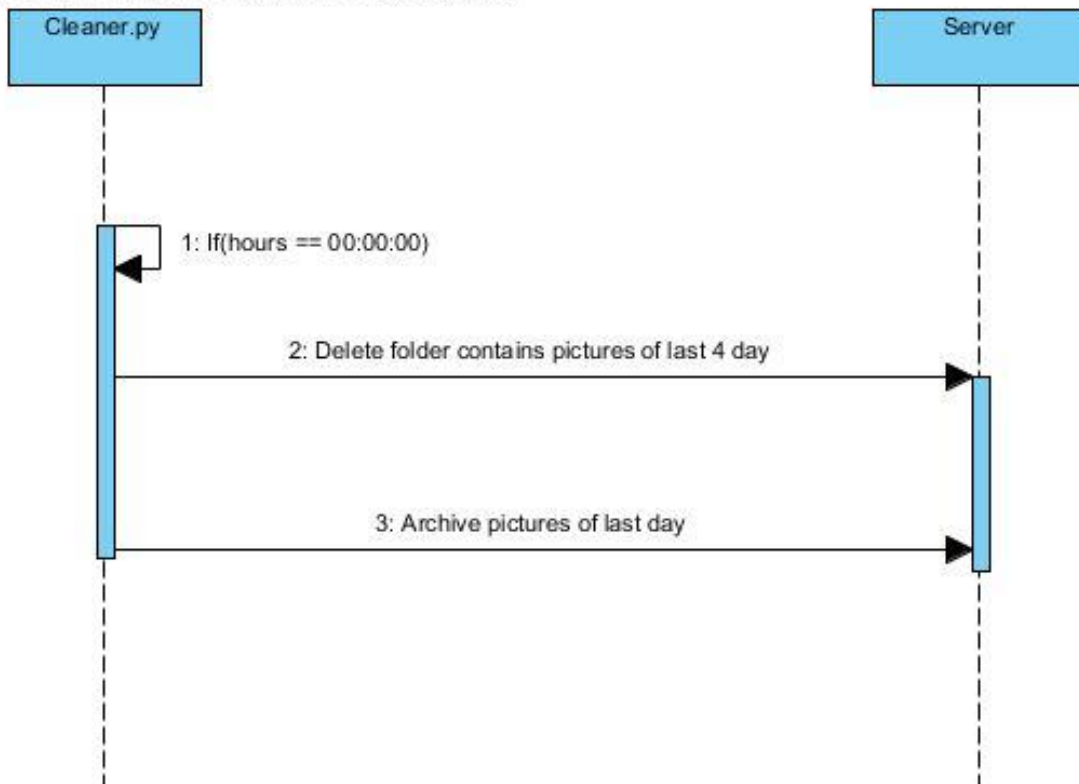 Cleaner.py
Server
1: If(hours == 00:00:00)
2: Delete folder contains pictures of last 4 day
3: Archive pictures of last day